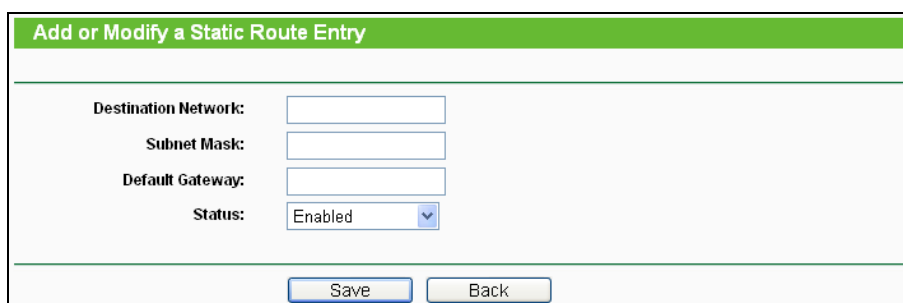 Add or Modify a Static Route Entry
Destination Network:
Subnet Mask:
Default Gateway:
Status: Enabled
Save Back